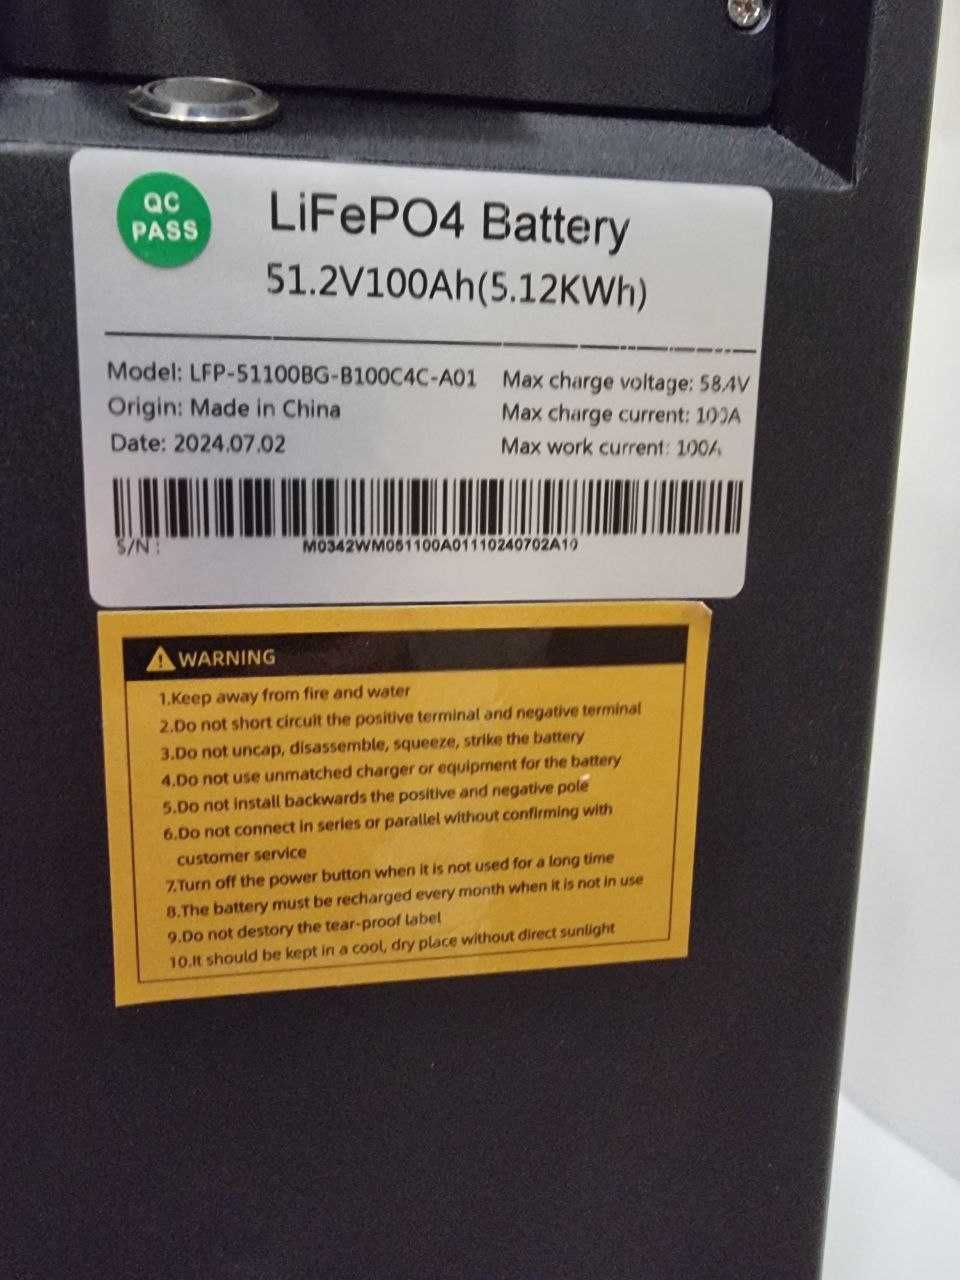 QC
PASS
LiFePO4 Battery
51.2V100Ah(5.12KWh)
Model: LFP-51100BG-B100C4C-A01
Max charge voltage: 58.4V
Origin: Made in China
Max charge current: 100A
Date: 2024.07.02
Max work current: 100A
S/N :
M0342WM051100A01110240702A10
WARNING
1.Keep away from fire and water
2.Do not short circuit the positive terminal and negative terminal
3.Do not uncap, disassemble, squeeze, strike the battery
4.Do not use unmatched charger or equipment for the battery
5.Do not install backwards the positive and negative pole
6.Do not connect in series or parallel without confirming with
customer service
7.Turn off the power button when it is not used for a long time
8.The battery must be recharged every month when it is not in use
9.Do not destory the tear-proof label
10.It should be kept in a cool, dry place without direct sunlight